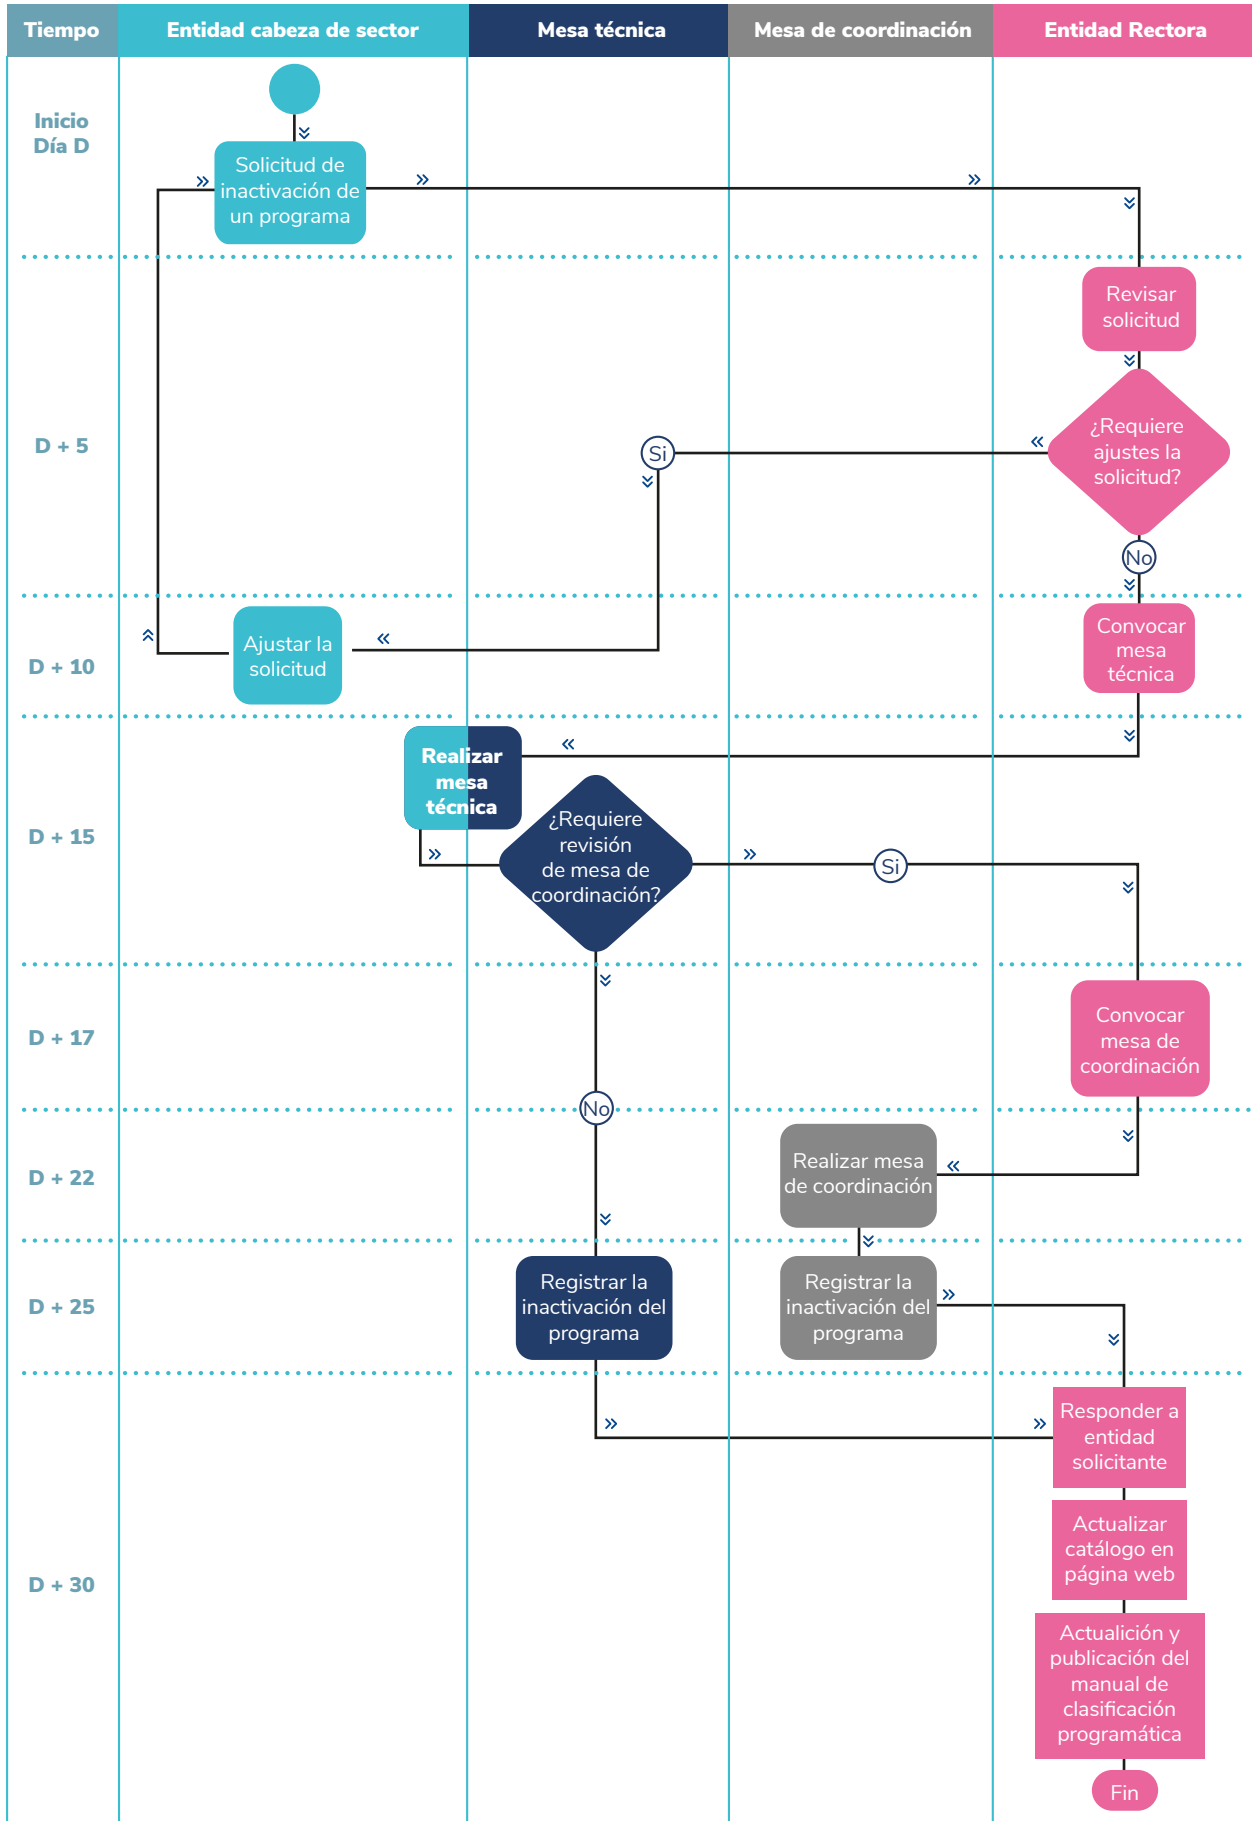 Tiempo
Entidad cabeza de sector
Mesa técnica
Mesa de coordinación
Entidad Rectora
Inicio
Día D
Solicitud de
inactivación de
un programa
D + 5
Revisar
solicitud
¿Requiere
ajustes la
solicitud?
Si
No
D + 10
Ajustar la
solicitud
Convocar
mesa
técnica
D + 15
Realizar
mesa
técnica
¿Requiere
revisión
de mesa de
coordinación?
Si
D + 17
Convocar
mesa de
coordinación
No
D + 22
Realizar mesa
de coordinación
D + 25
Registrar la
inactivación del
programa
Registrar la
inactivación del
programa
D + 30
Responder a
entidad
solicitante
Actualizar
catálogo en
página web
Actualición y
publicación del
manual de
clasificación
programática
Fin